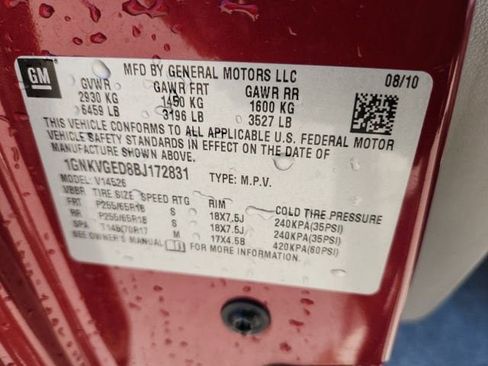 GM
MFD BY GENERAL MOTORS LLC 08/10
GVWR GAWR FRT GAWR RR
2930 KG 1450 KG 1600 KG
6459 LB 3196 LB 3527 LB
THIS VEHICLE CONFORMS TO ALL APPLICABLE U.S. FEDERAL MOTOR
VEHICLE SAFETY STANDARDS IN EFFECT ON THE DATE OF
MANUFACTURE SHOWN ABOVE.
1GNKVGED8BJ172831 TYPE: M.P.V.
MODEL: V14526
TIRE SIZE SPEED RTG RIM COLD TIRE PRESSURE
FRT P255/65R18 S 18X7.5J 240KPA(35PSI)
RR P255/65R18 S 18X7.5J 240KPA(35PSI)
SPA M 17X4.5B 420KPA(60PSI)
SEE OWNER'S MANUAL FOR MORE INFORMATION.